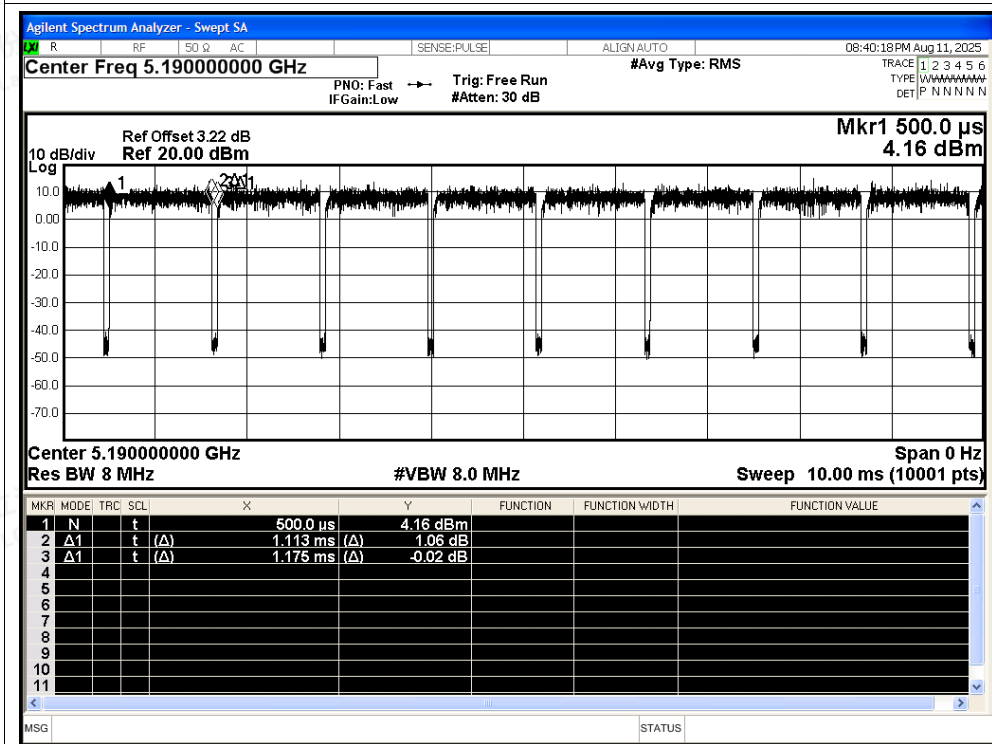 Agilent Spectrum Analyzer - Swept SA
LXI R RF 50 Ω AC SENSE:PULSE ALIGN AUTO 08:40:18 PM Aug 11, 2025
Center Freq 5.190000000 GHz #Avg Type: RMS TRACE 1 2 3 4 5 6
PNO: Fast Trig: Free Run TYPE
IFGain:Low #Atten: 30 dB DET P N N N N N
Mkr1 500.0 µs
Ref Offset 3.22 dB
10 dB/div Ref 20.00 dBm 4.16 dBm
Log
1
10.0
0.00
-10.0
-20.0
-30.0
-40.0
-50.0
-60.0
-70.0
Center 5.190000000 GHz Span 0 Hz
Res BW 8 MHz #VBW 8.0 MHz Sweep 10.00 ms (10001 pts)
MKR MODE TRC SCL X Y FUNCTION FUNCTION WIDTH FUNCTION VALUE
1 N t 500.0 µs 4.16 dBm
2 Δ1 t (Δ) 1.113 ms (Δ) 1.06 dB
3 Δ1 t (Δ) 1.175 ms (Δ) -0.02 dB
4
5
6
7
8
9
10
11
MSG STATUS